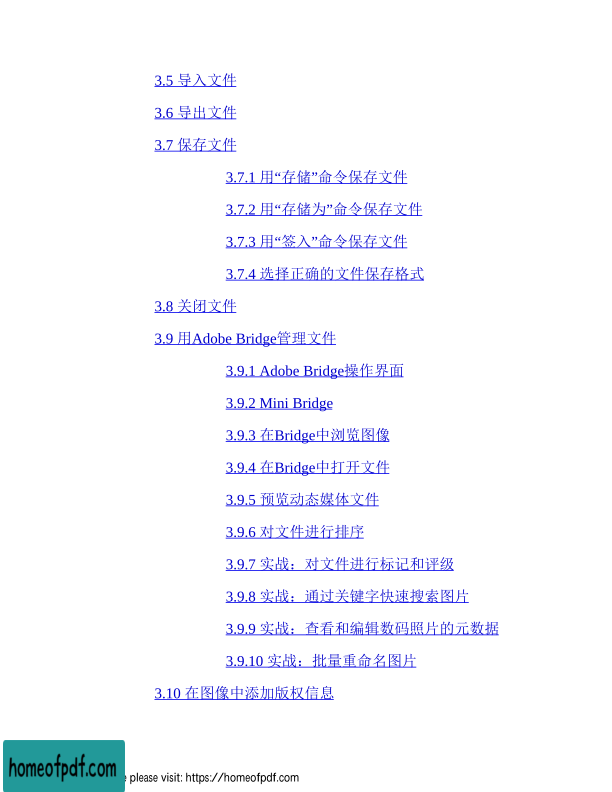 3.5 导入文件
3.6 导出文件
3.7 保存文件
3.7.1 用“存储”命令保存文件
3.7.2 用“存储为”命令保存文件
3.7.3 用“签入”命令保存文件
3.7.4 选择正确的文件保存格式
3.8 关闭文件
3.9 用Adobe Bridge管理文件
3.9.1 Adobe Bridge操作界面
3.9.2 Mini Bridge
3.9.3 在Bridge中浏览图像
3.9.4 在Bridge中打开文件
3.9.5 预览动态媒体文件
3.9.6 对文件进行排序
3.9.7 实战：对文件进行标记和评级
3.9.8 实战：通过关键字快速搜索图片
3.9.9 实战：查看和编辑数码照片的元数据
3.9.10 实战：批量重命名图片
3.10 在图像中添加版权信息
homeofpdf.com
please visit: https://homeofpdf.com